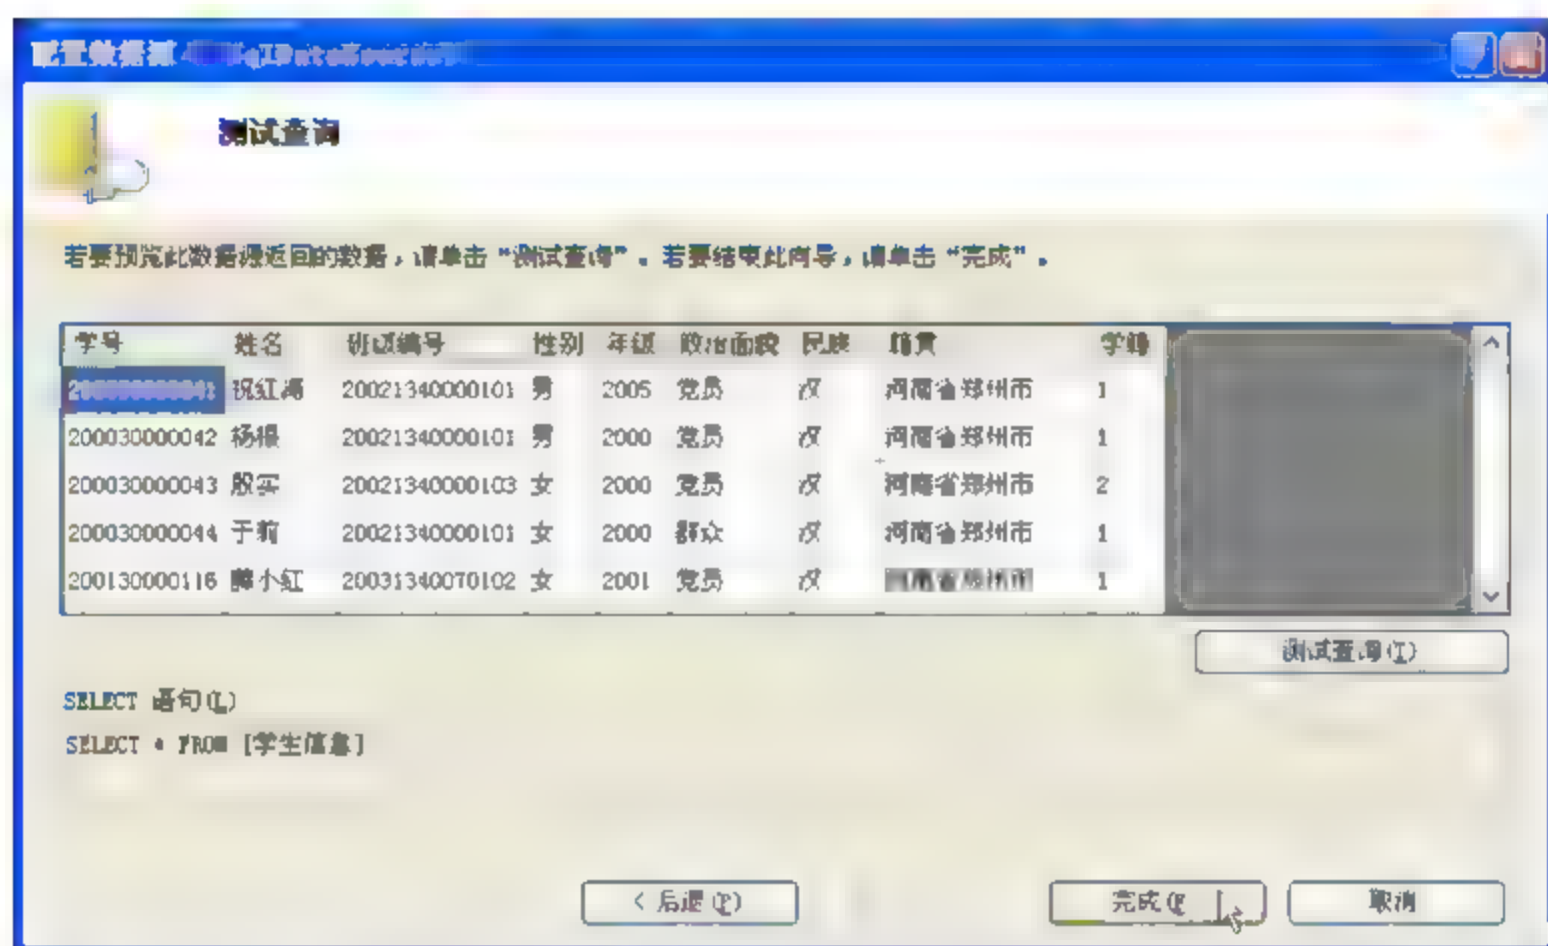 配置数据源
测试查询
若要预览此数据源返回的数据，请单击“测试查询”。若要结束此向导，请单击“完成”。
学号 姓名 班级编号 性别 年级 政治面貌 民族 籍贯 学籍
祝红涛 20021340000101 男 2005 党员 汉 河南省郑州市 1
200030000042 杨 20021340000101 男 2000 党员 汉 河南省郑州市 1
200030000043 殷 20021340000103 女 2000 党员 汉 河南省郑州市 2
200030000044 于莉 20021340000101 女 2000 群众 汉 河南省郑州市 1
200130000116 小红 20031340070102 女 2001 党员 汉 1
测试查询(T)
SELECT 语句(L)
SELECT * FROM [学生信息]
< 后退(P)
完成(F
取消